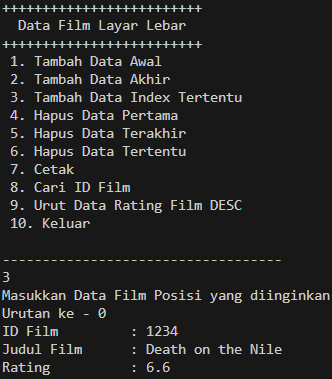 +++++++++++++++++++++++++
Data Film Layar Lebar
+++++++++++++++++++++++++
1. Tambah Data Awal
2. Tambah Data Akhir
3. Tambah Data Index Tertentu
4. Hapus Data Pertama
5. Hapus Data Terakhir
6. Hapus Data Tertentu
7. Cetak
8. Cari ID Film
9. Urut Data Rating Film DESC
10. Keluar
-----------------------------------
3
Masukkan Data Film Posisi yang diinginkan
Urutan ke - 0
ID Film : 1234
Judul Film : Death on the Nile
Rating : 6.6